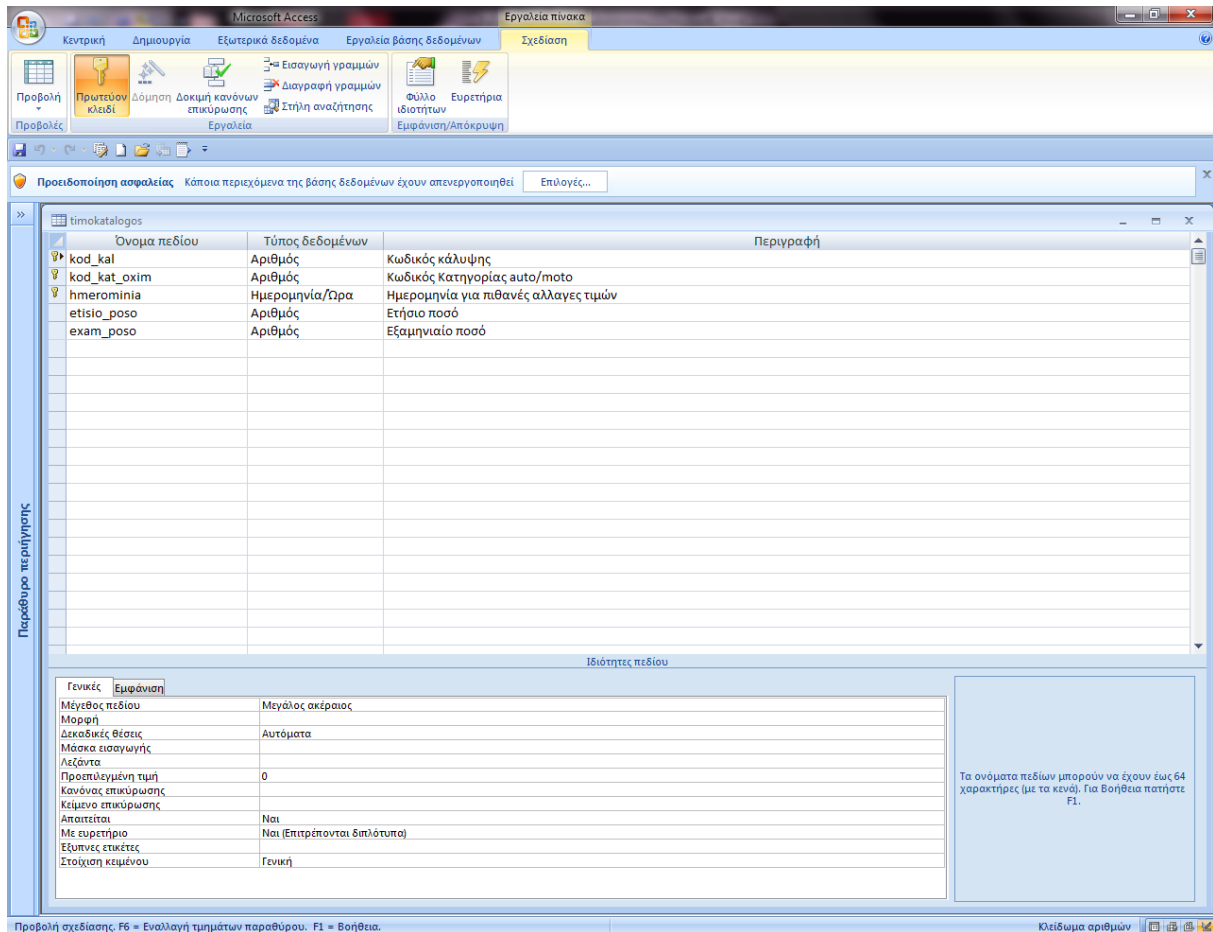 Microsoft Access
Εργαλεία πίνακα
Κεντρική Δημιουργία Εξωτερικά δεδομένα Εργαλεία βάσης δεδομένων Σχεδίαση
Προβολή
Πρωτεύον κλειδί
Δόμηση
Δοκιμή κανόνων επικύρωσης
Εισαγωγή γραμμών
Διαγραφή γραμμών
Στήλη αναζήτησης
Φύλλο ιδιοτήτων
Ευρετήρια
Προβολές Εργαλεία Εμφάνιση/Απόκρυψη
Προειδοποίηση ασφαλείας Κάποια περιεχόμενα της βάσης δεδομένων έχουν απενεργοποιηθεί Επιλογές...
timokatalogos
Όνομα πεδίου Τύπος δεδομένων Περιγραφή
kod_kal Αριθμός Κωδικός κάλυψης
kod_kat_oxim Αριθμός Κωδικός Κατηγορίας auto/moto
hmerominia Ημερομηνία/Ώρα Ημερομηνία για πιθανές αλλαγες τιμών
etisio_poso Αριθμός Ετήσιο ποσό
exam_poso Αριθμός Εξαμηνιαίο ποσό
Παράθυρο περιήγησης
Ιδιότητες πεδίου
Γενικές Εμφάνιση
Μέγεθος πεδίου Μεγάλος ακέραιος
Μορφή
Δεκαδικές θέσεις Αυτόματα
Μάσκα εισαγωγής
Λεζάντα
Προεπιλεγμένη τιμή 0
Κανόνας επικύρωσης
Κείμενο επικύρωσης
Απαιτείται Ναι
Με ευρετήριο Ναι (Επιτρέπονται διπλότυπα)
Έξυπνες ετικέτες
Στοίχιση κειμένου Γενική
Τα ονόματα πεδίων μπορούν να έχουν έως 64
χαρακτήρες (με τα κενά). Για Βοήθεια πατήστε
F1.
Προβολή σχεδίασης. F6 = Εναλλαγή τμημάτων παραθύρου. F1 = Βοήθεια. Κλείδωμα αριθμών